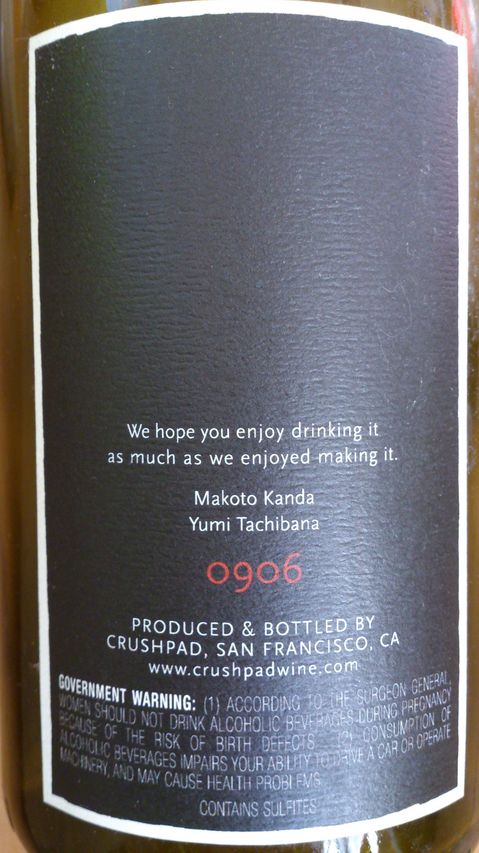 We hope you enjoy drinking it
as much as we enjoyed making it.
Makoto Kanda
Yumi Tachibana
0906
PRODUCED & BOTTLED BY
CRUSHPAD, SAN FRANCISCO, CA
www.crushpadwine.com
GOVERNMENT WARNING: (1) ACCORDING TO THE SURGEON GENERAL,
WOMEN SHOULD NOT DRINK ALCOHOLIC BEVERAGES DURING PREGNANCY
BECAUSE OF THE RISK OF BIRTH DEFECTS. (2) CONSUMPTION OF
ALCOHOLIC BEVERAGES IMPAIRS YOUR ABILITY TO DRIVE A CAR OR OPERATE
MACHINERY, AND MAY CAUSE HEALTH PROBLEMS.
CONTAINS SULFITES